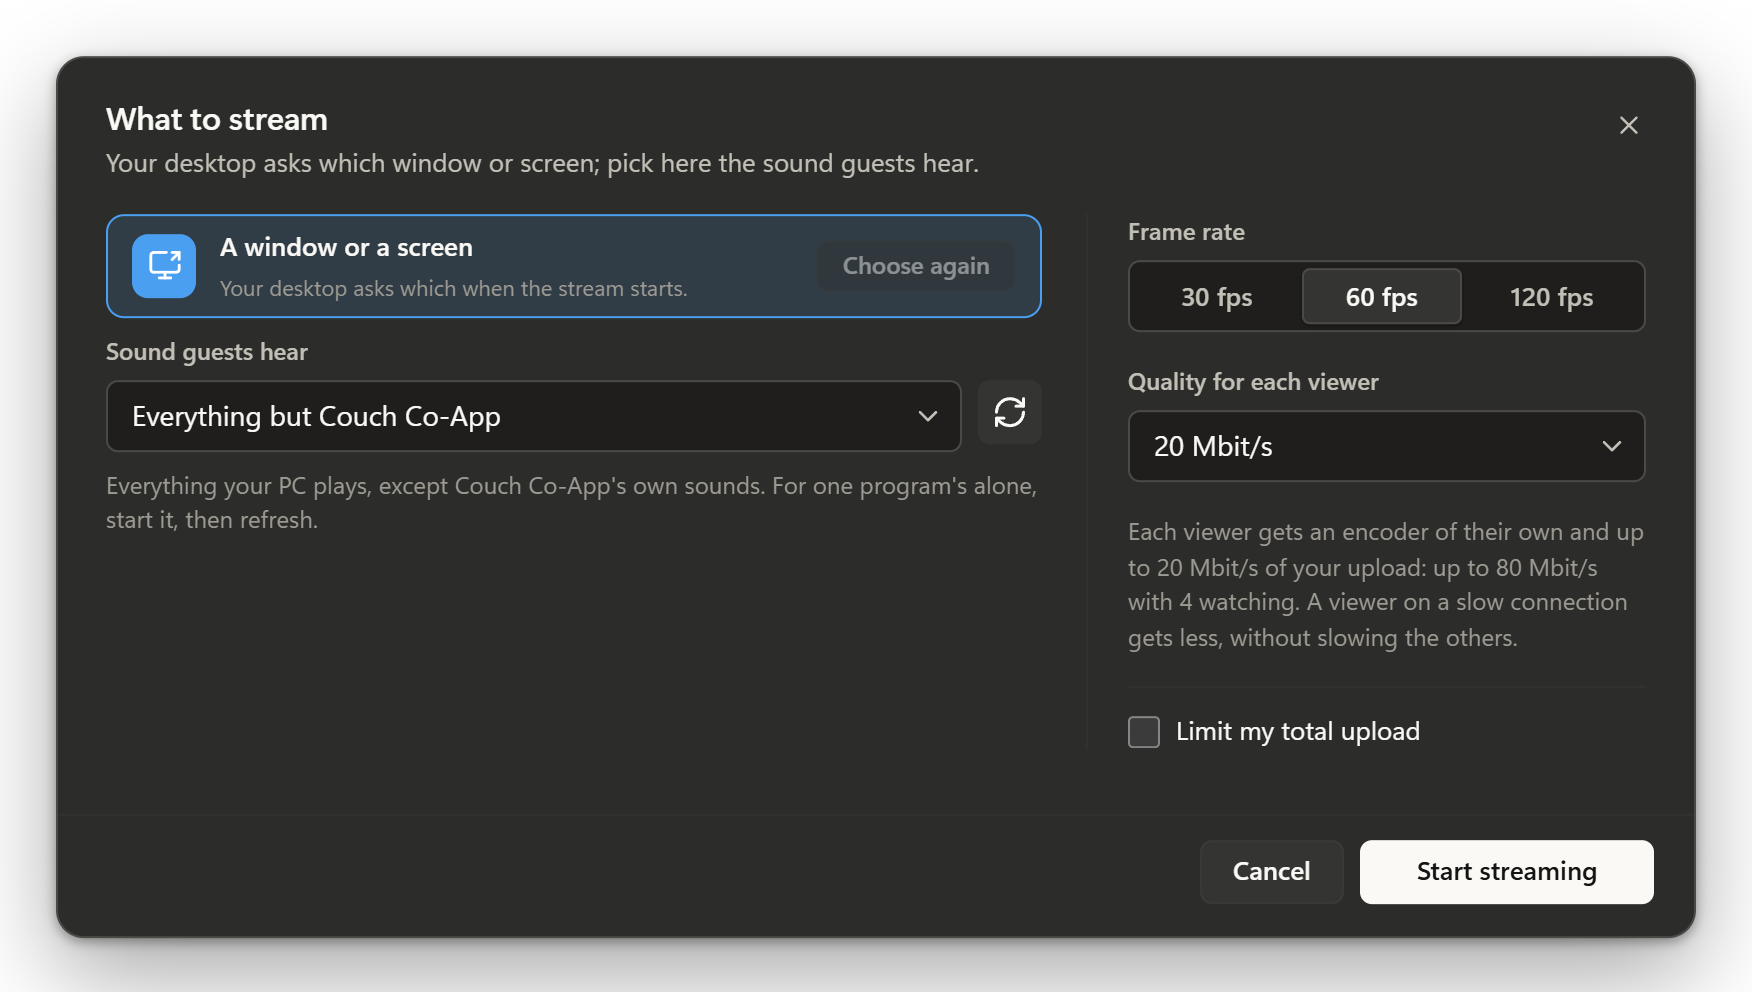 What to stream
Your desktop asks which window or screen; pick here the sound guests hear.
A window or a screen
Your desktop asks which when the stream starts.
Choose again
Sound guests hear
Everything but Couch Co-App
Everything your PC plays, except Couch Co-App's own sounds. For one program's alone,
start it, then refresh.
Frame rate
30 fps
60 fps
120 fps
Quality for each viewer
20 Mbit/s
Each viewer gets an encoder of their own and up
to 20 Mbit/s of your upload: up to 80 Mbit/s
with 4 watching. A viewer on a slow connection
gets less, without slowing the others.
Limit my total upload
Cancel
Start streaming